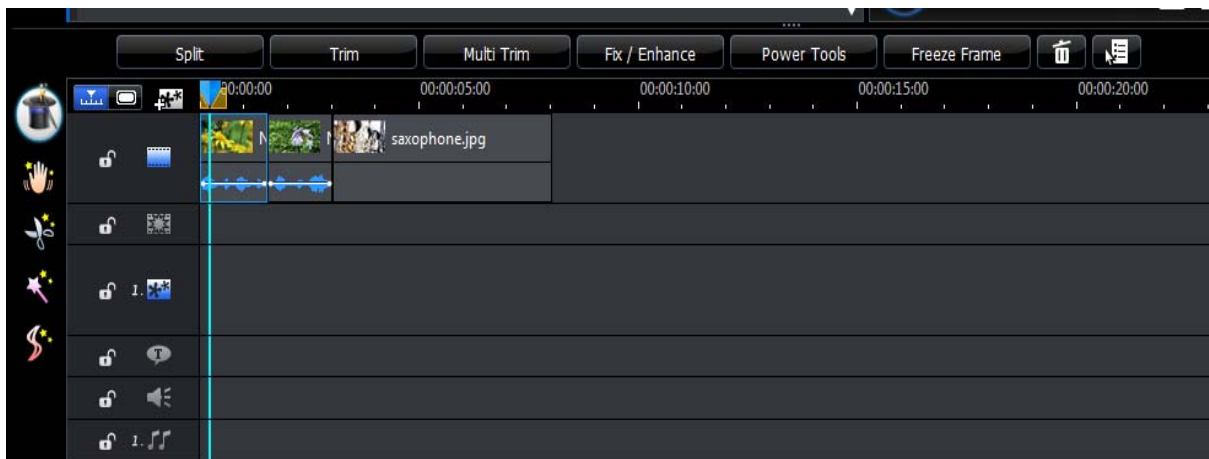 Split Trim Multi Trim Fix / Enhance Power Tools Freeze Frame
00:00:00 00:00:05:00 00:00:10:00 00:00:15:00 00:00:20:00
N N saxophone.jpg
1.
T
1.